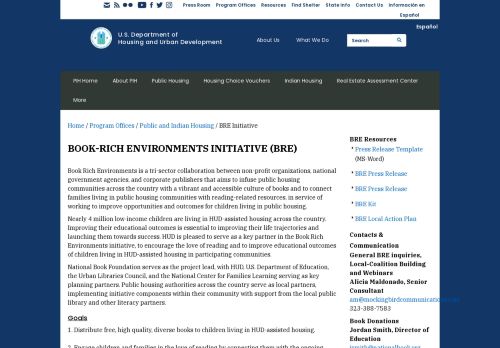 Press Room Program Offices Resources Find Shelter State Info Contact Us Información en
Español
Español
U.S. Department of
Housing and Urban Development
About Us What We Do
Search
PIH Home About PIH Public Housing Housing Choice Vouchers Indian Housing Real Estate Assessment Center
More
Home / Program Offices / Public and Indian Housing / BRE Initiative
BOOK-RICH ENVIRONMENTS INITIATIVE (BRE)
Book Rich Environments is a tri-sector collaboration between non-profit organizations, national
government agencies, and corporate publishers that aims to infuse public housing
communities across the country with a vibrant and accessible culture of books and to connect
families living in public housing communities with reading-related resources, in service of
working to improve opportunities and outcomes for children living in public housing.
Nearly 4 million low-income children are living in HUD-assisted housing across the country.
Improving their educational outcomes is essential to improving their life trajectories and
launching them towards success. HUD is pleased to serve as a key partner in the Book Rich
Environments initiative, to encourage the love of reading and to improve educational outcomes
of children living in HUD-assisted housing in participating communities.
National Book Foundation serves as the project lead, with HUD, U.S. Department of Education,
the Urban Libraries Council, and the National Center for Families Learning serving as key
planning partners. Public housing authorities across the country serve as local partners,
implementing initiative components within their community with support from the local public
library and other literary partners.
Goals
1. Distribute free, high quality, diverse books to children living in HUD-assisted housing.
2. Engage children and families in the love of reading by connecting them with the ongoing
BRE Resources
Press Release Template
(MS-Word)
BRE Press Release
BRE Press Release
BRE Kit
BRE Local Action Plan
Contacts &
Communication
General BRE inquiries,
Local-Coalition Building
and Webinars
Alicia Maldonado, Senior
Consultant
323-388-7583
Book Donations
Jordan Smith, Director of
Education